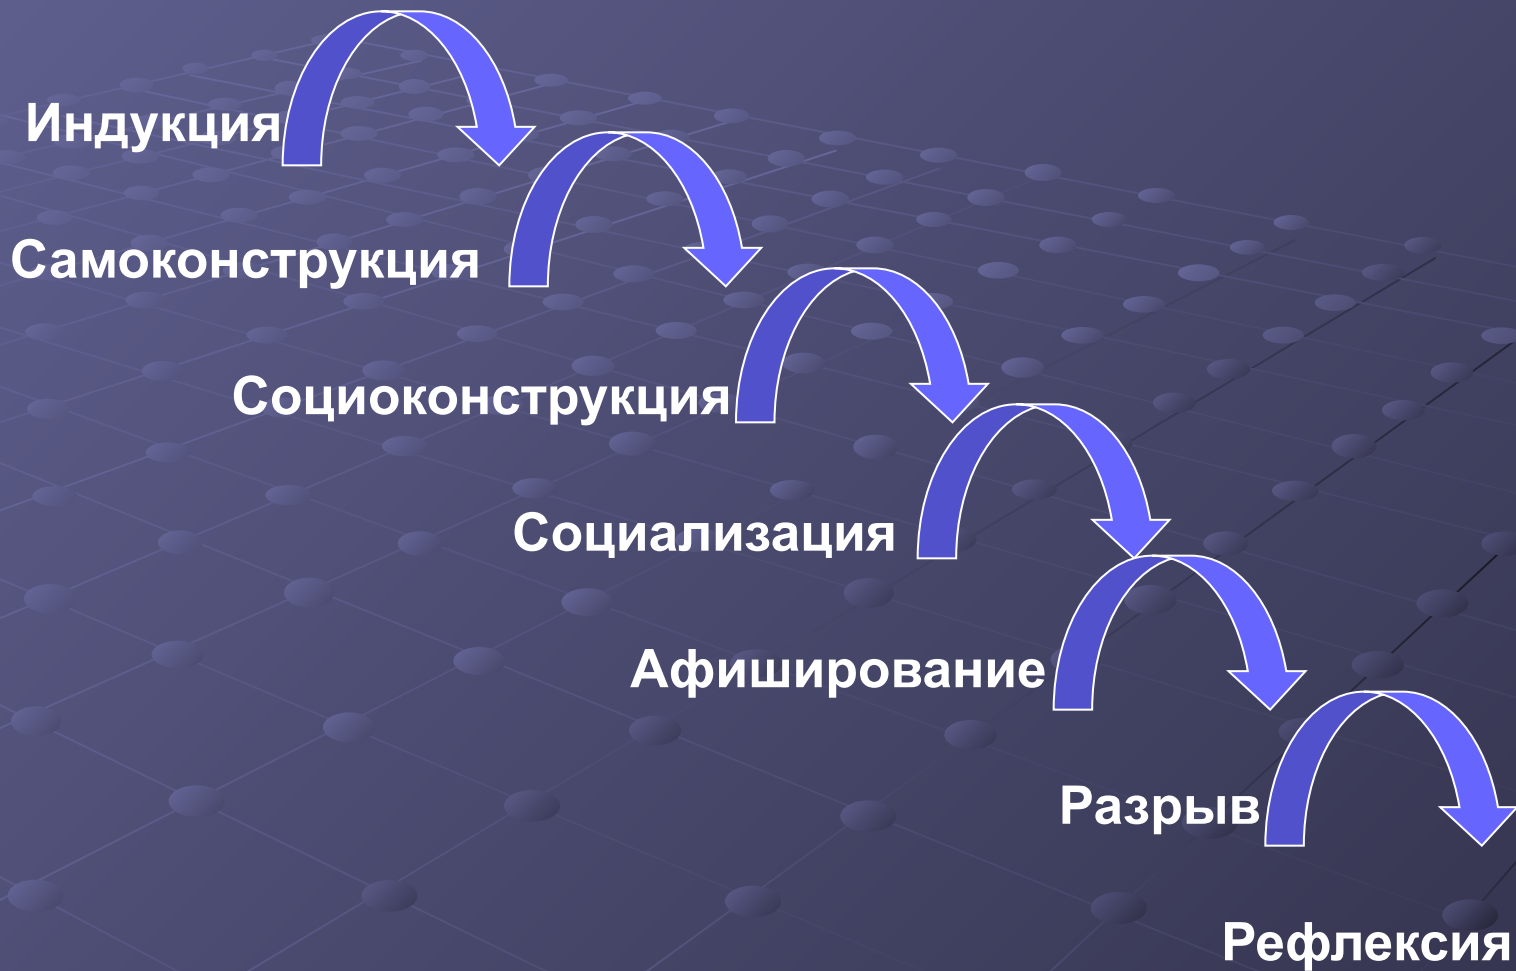 Индукция
Самоконструкция
Социоконструкция
Социализация
Афиширование
Разрыв
Рефлексия